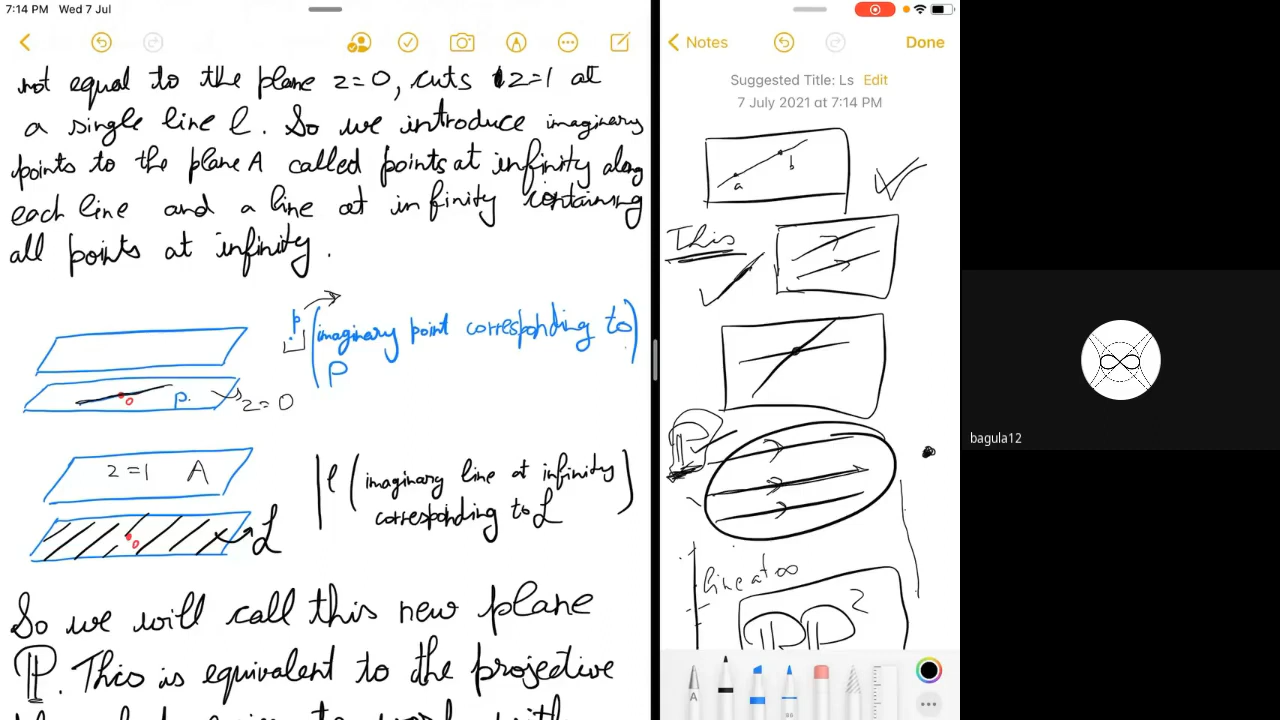 7:14 PM Wed 7 Jul
not equal to the plane z=0, cuts z=1 at
a single line l. So we introduce imaginary
points to the plane A called points at infinity along
each line and a line at infinity containing
all points at infinity.
p
(imaginary point corresponding to
p)
O
p.
z=0
z=1 A
l (imaginary line at infinity
corresponding to L)
O
L
So we will call this new plane
ℙ. This is equivalent to the projective
Notes
Done
Suggested Title: Ls Edit
7 July 2021 at 7:14 PM
a
b
This
ℙ
line at ∞
ℙℙ²
A
96
bagula12